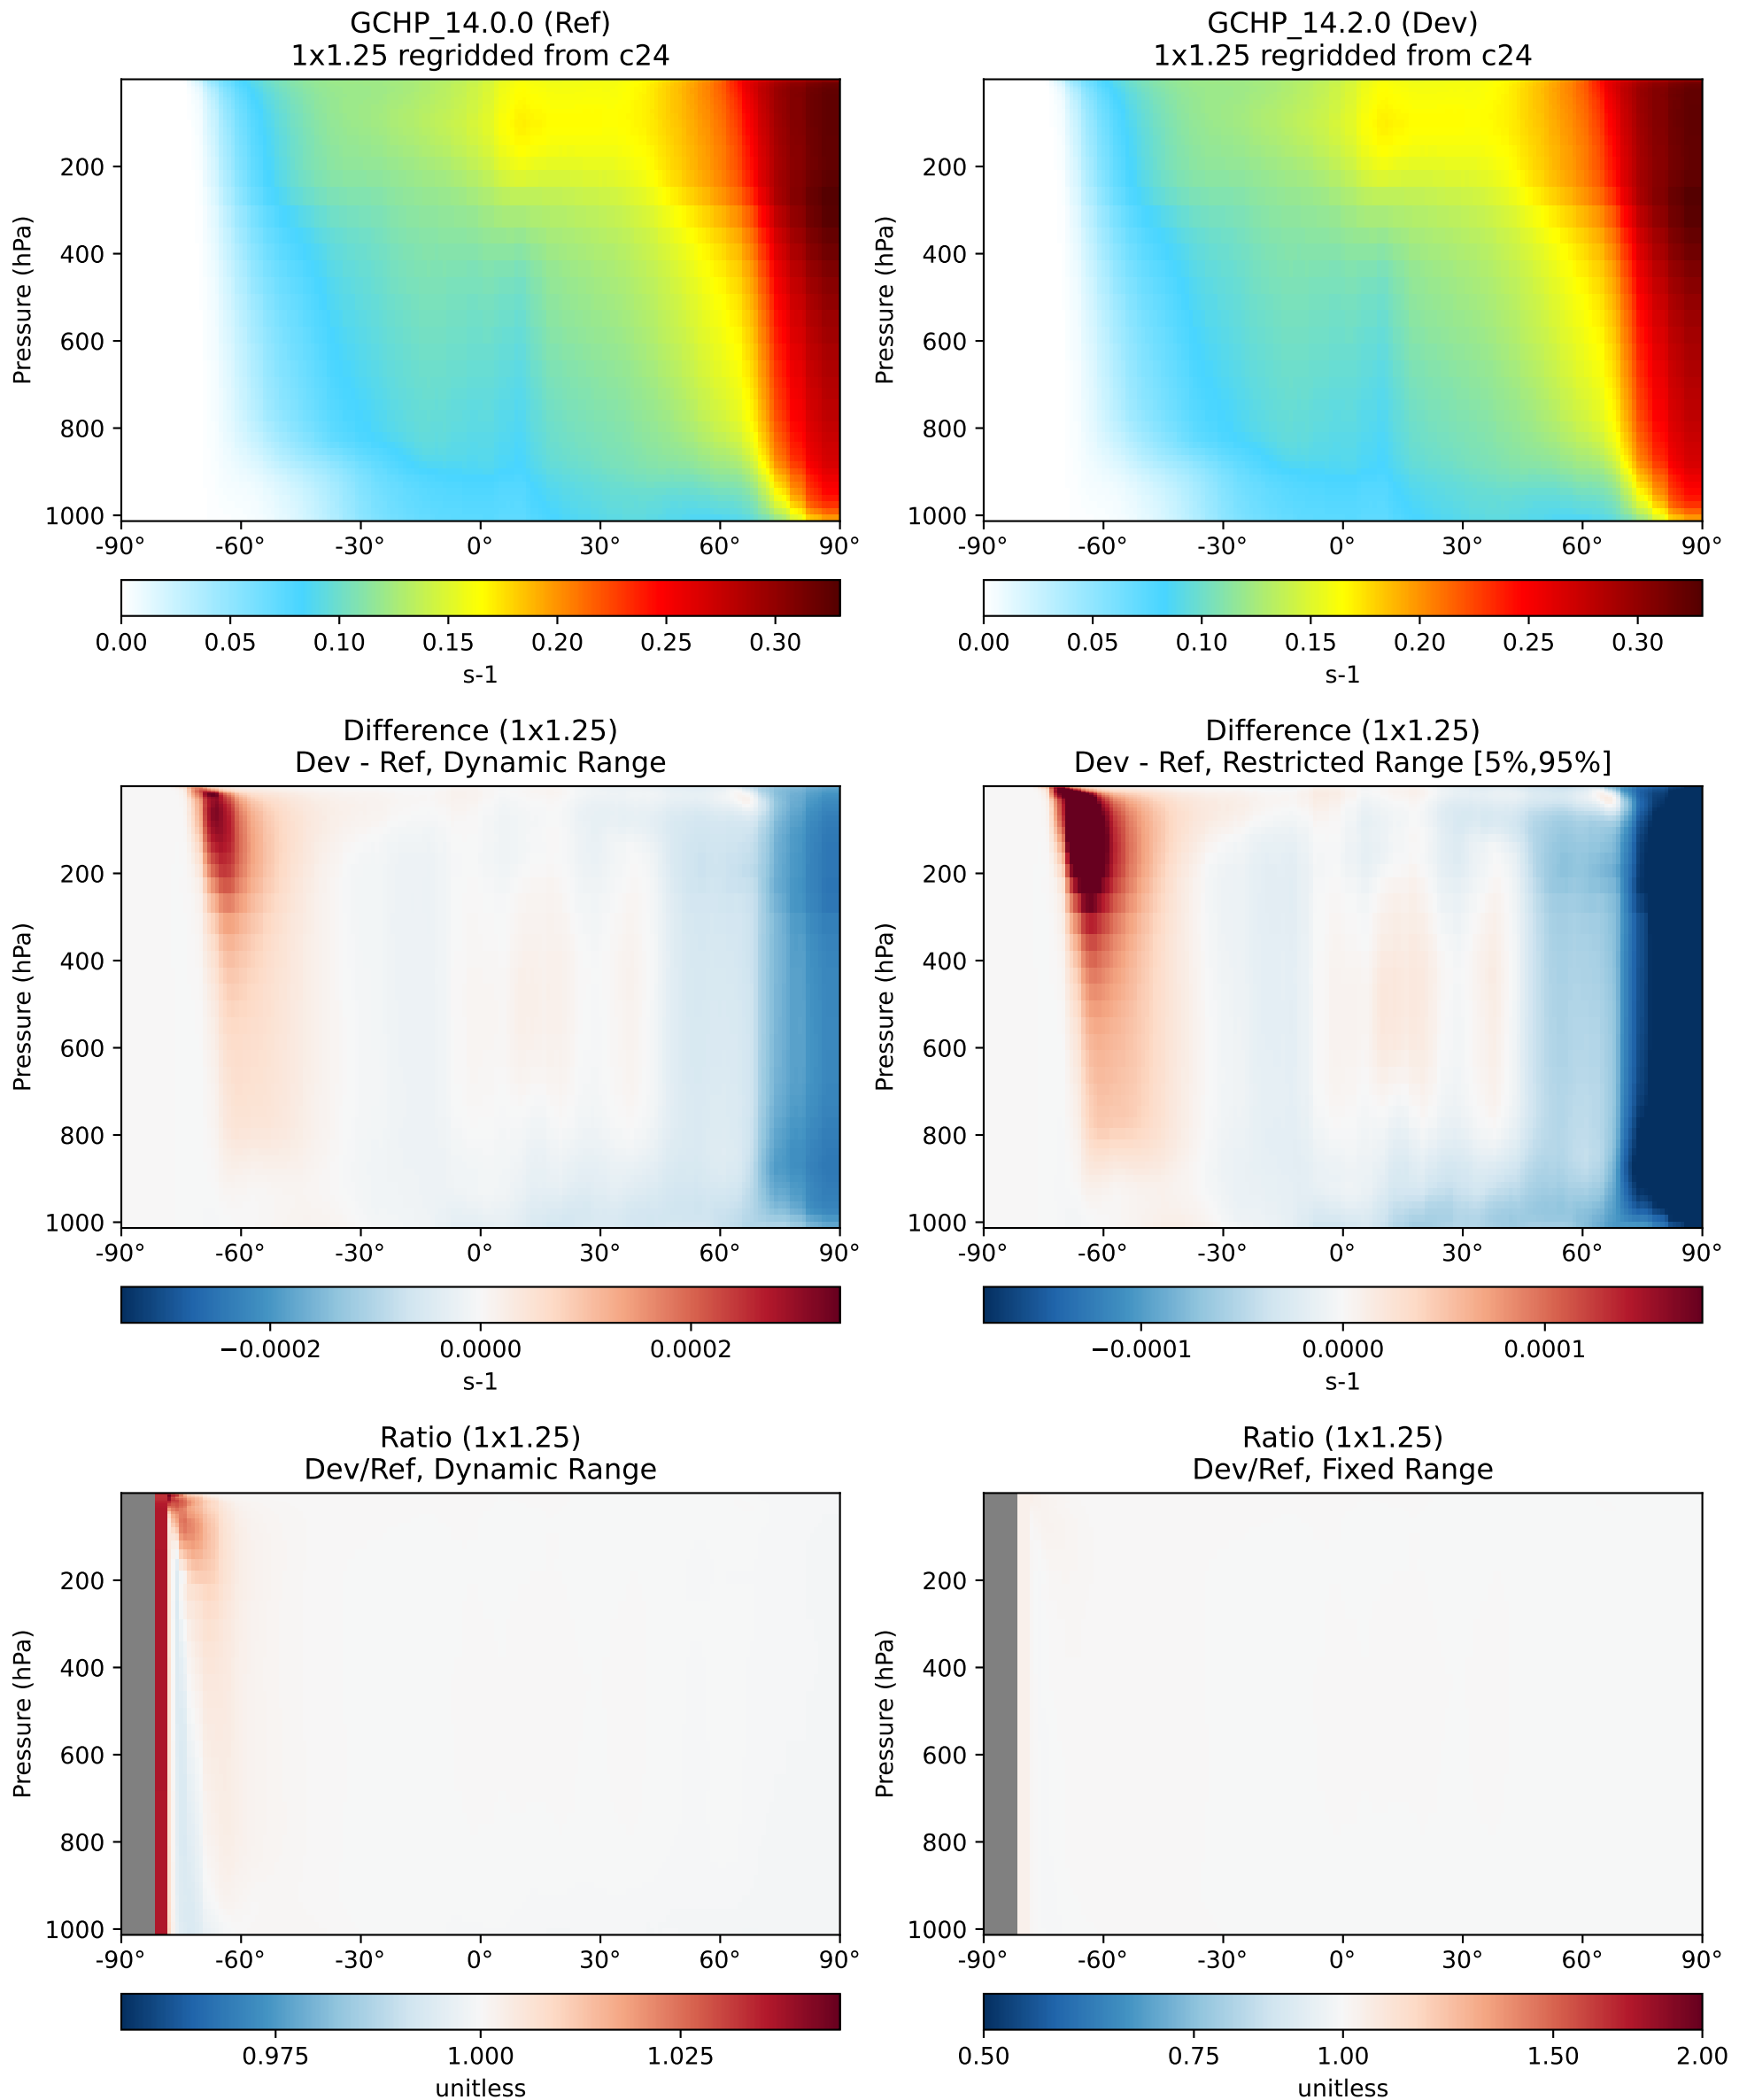 GCHP_14.0.0 (Ref)
1x1.25 regridded from c24
Pressure (hPa)
200
400
600
800
1000
-90° -60° -30° 0° 30° 60° 90°
0.00 0.05 0.10 0.15 0.20 0.25 0.30
s-1
GCHP_14.2.0 (Dev)
1x1.25 regridded from c24
Pressure (hPa)
200
400
600
800
1000
-90° -60° -30° 0° 30° 60° 90°
0.00 0.05 0.10 0.15 0.20 0.25 0.30
s-1
Difference (1x1.25)
Dev - Ref, Dynamic Range
Pressure (hPa)
200
400
600
800
1000
-90° -60° -30° 0° 30° 60° 90°
−0.0002 0.0000 0.0002
s-1
Difference (1x1.25)
Dev - Ref, Restricted Range [5%,95%]
Pressure (hPa)
200
400
600
800
1000
-90° -60° -30° 0° 30° 60° 90°
−0.0001 0.0000 0.0001
s-1
Ratio (1x1.25)
Dev/Ref, Dynamic Range
Pressure (hPa)
200
400
600
800
1000
-90° -60° -30° 0° 30° 60° 90°
0.975 1.000 1.025
unitless
Ratio (1x1.25)
Dev/Ref, Fixed Range
Pressure (hPa)
200
400
600
800
1000
-90° -60° -30° 0° 30° 60° 90°
0.50 0.75 1.00 1.50 2.00
unitless